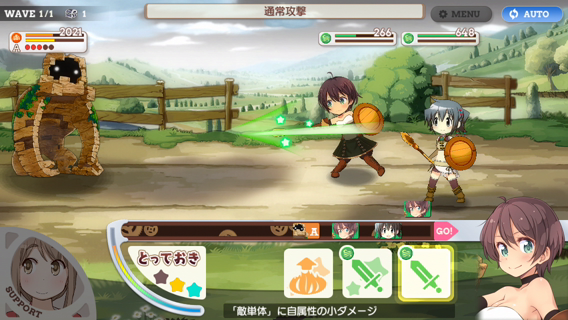 WAVE 1/1 1
通常攻撃
MENU
AUTO
2021
A
266
648
A
GO!
とっておき
SUPPORT
「敵単体」に自属性の小ダメージ